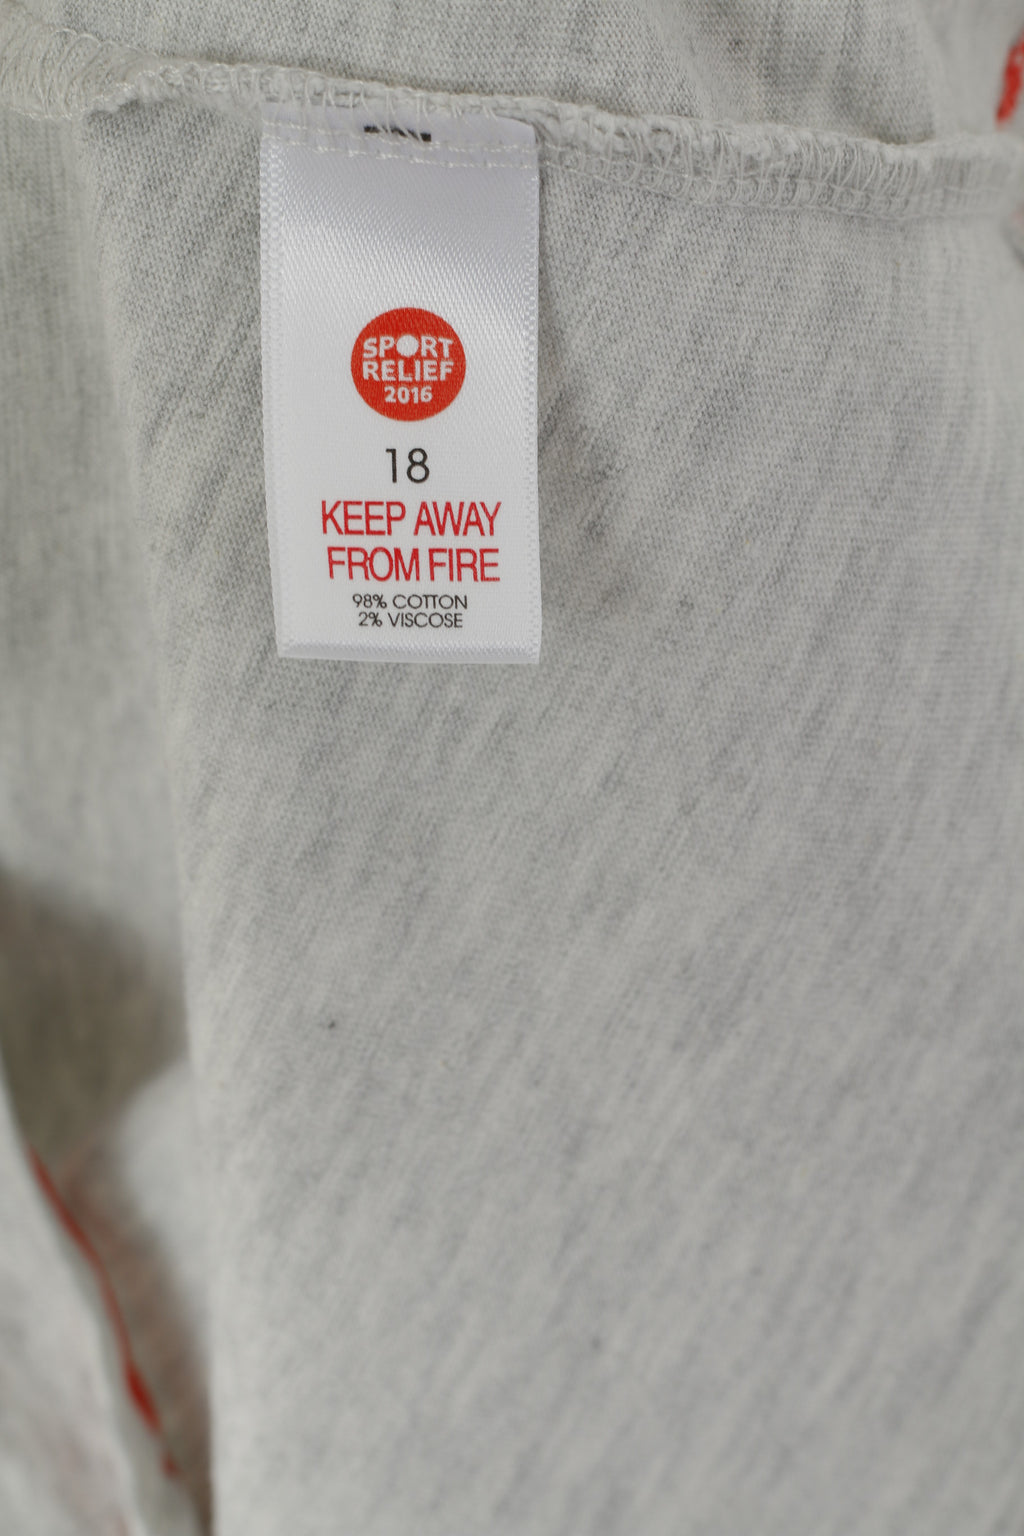 SPORT
RELIEF
2016
18
KEEP AWAY
FROM FIRE
98% COTTON
2% VISCOSE